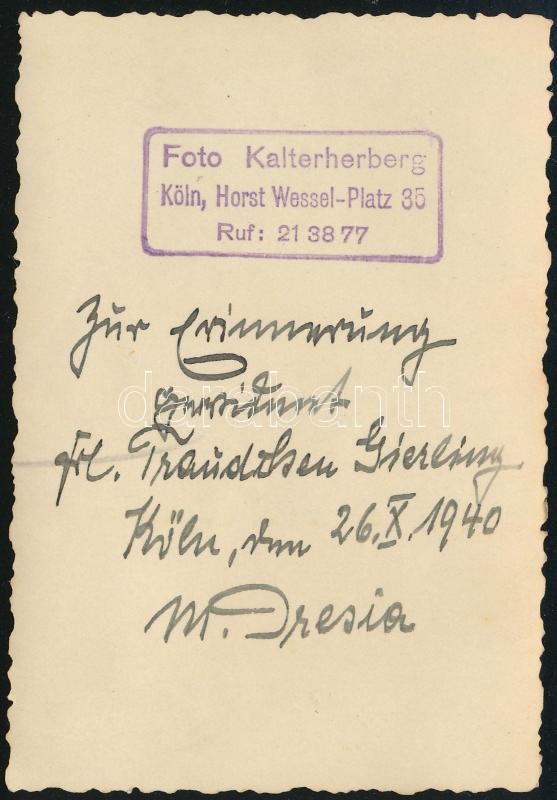 Foto Kalterherberg
Köln, Horst Wessel-Platz 35
Ruf: 21 38 77
Zur Erinnerung
gewidmet
darabanth
Frl. Traudchen Gierling
Köln, den 26.X.1940
M. Dresia